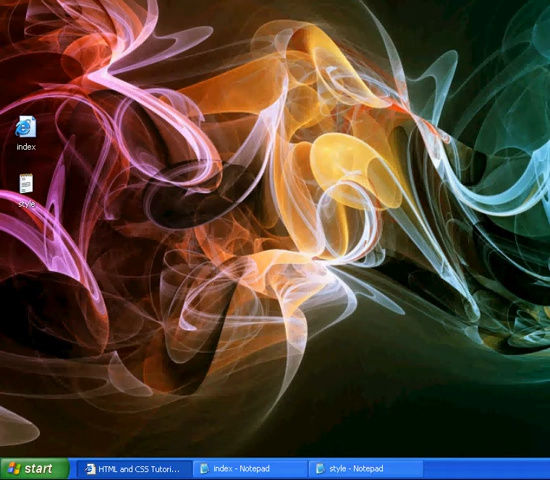 index
style
start
HTML and CSS Tutori...
index - Notepad
style - Notepad